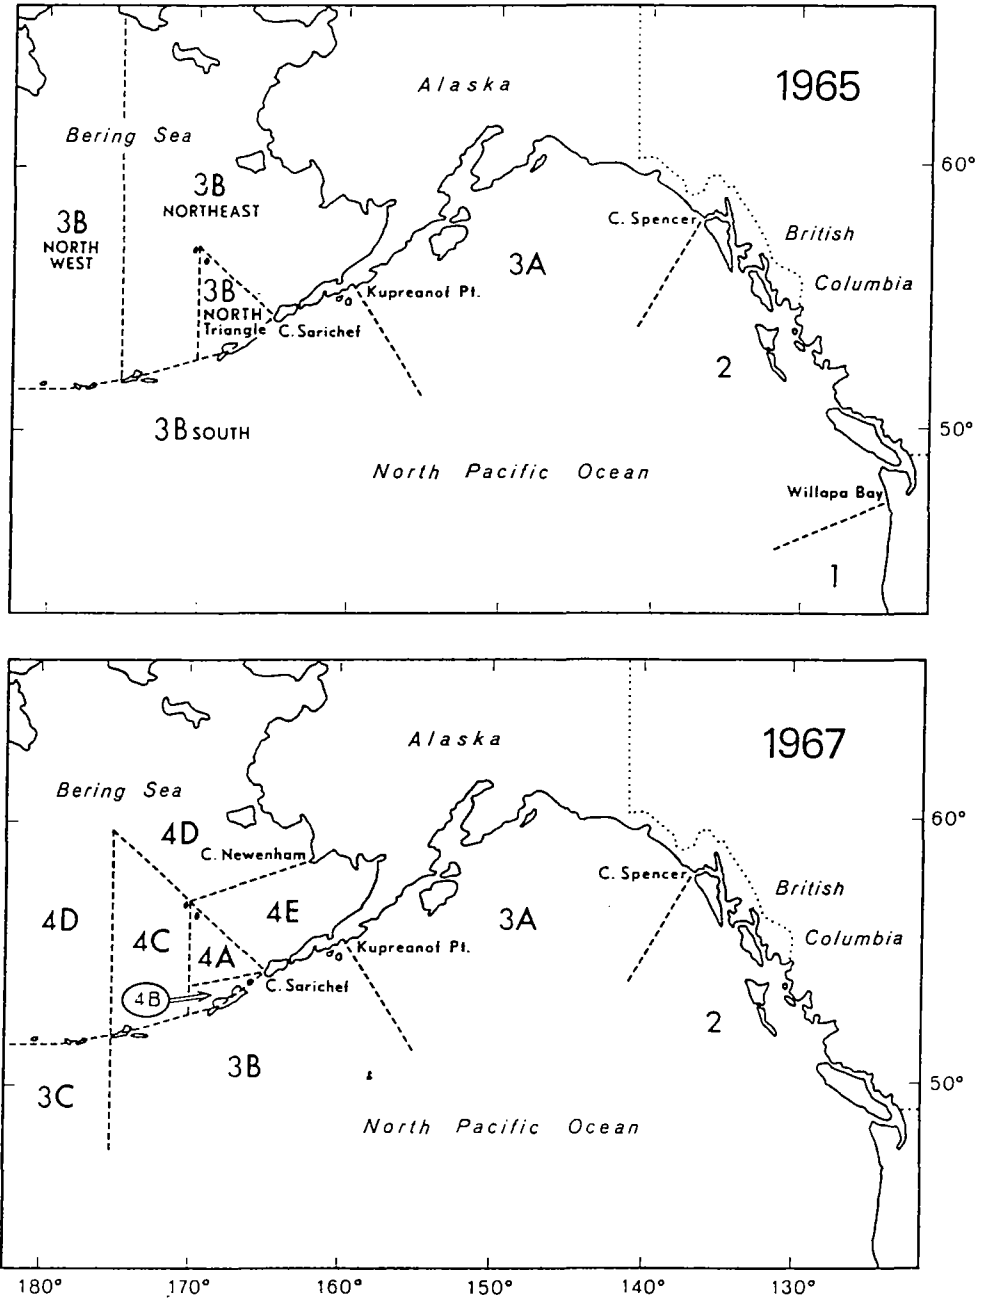 1965
Alaska
Bering Sea
60°
3B
NORTHEAST
3B
NORTH
WEST
C. Spencer
British
Columbia
3A
3B
NORTH
Triangle
Kupreanof Pt.
C. Sarichef
2
3B SOUTH
50°
North Pacific Ocean
Willapa Bay
1
1967
Alaska
Bering Sea
60°
4D
C. Newenham
C. Spencer
British
Columbia
4D
4E
3A
4C
4A
Kupreanof Pt.
C. Sarichef
4B
2
3B
3C
50°
North Pacific Ocean
180° 170° 160° 150° 140° 130°